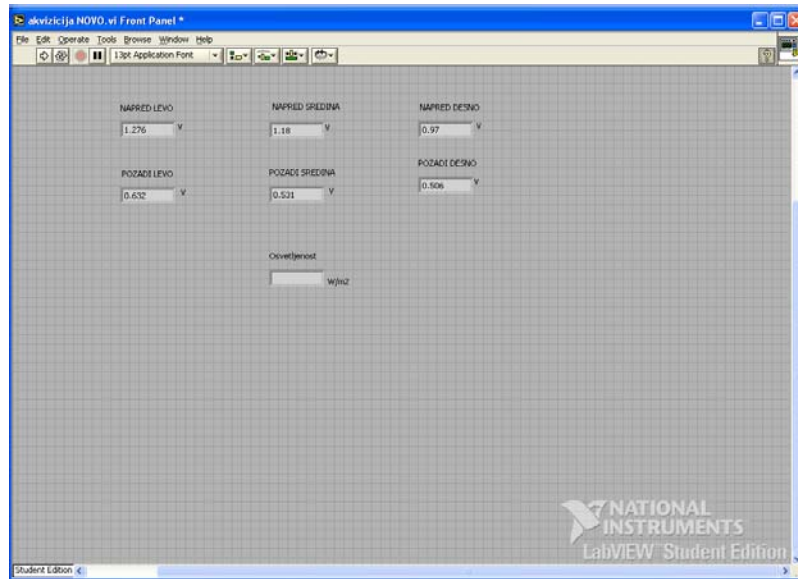 akvizicija NOVO.vi Front Panel *
File Edit Operate Tools Browse Window Help
13pt Application Font
NAPRED LEVO NAPRED SREDINA NAPRED DESNO
1.276 V 1.18 V 0.97 V
POZADI LEVO POZADI SREDINA POZADI DESNO
0.632 V 0.531 V 0.506 V
Osvetljenost
W/m2
NATIONAL
INSTRUMENTS
LabVIEW Student Edition
Student Edition